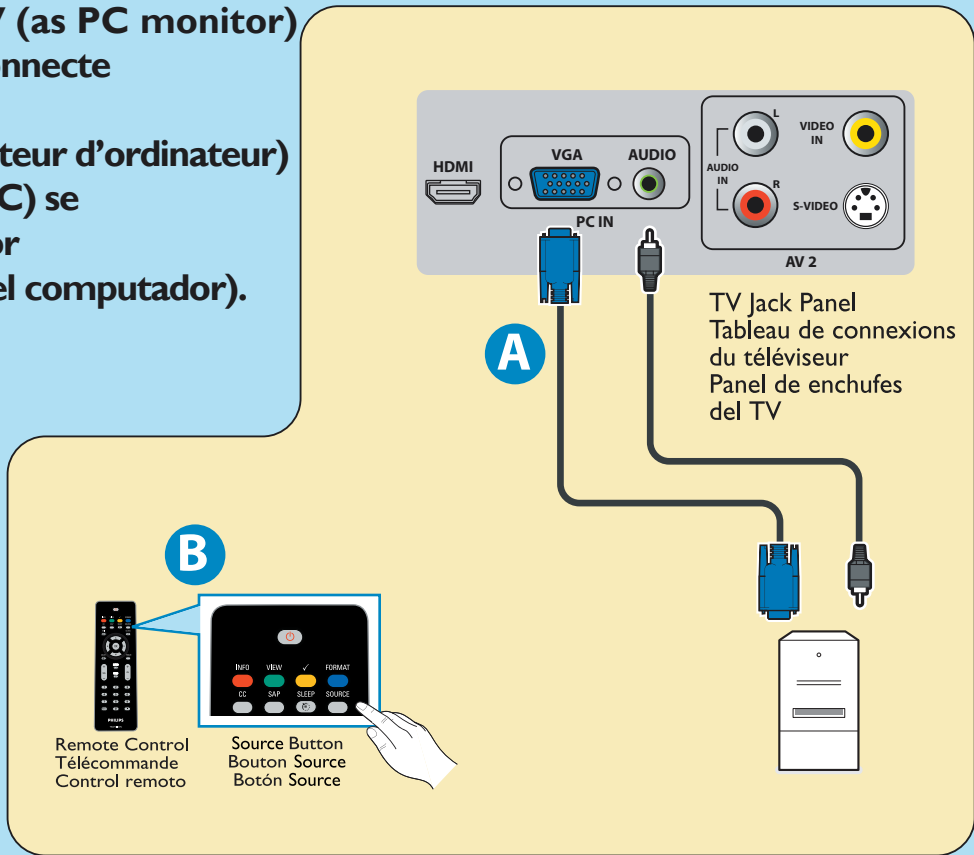 (as PC monitor)
teur d'ordinateur)
C) se
el computador).
HDMI
VGA
AUDIO
PC IN
AUDIO
IN
L
R
VIDEO
IN
S-VIDEO
AV 2
A
TV Jack Panel
Tableau de connexions
du téléviseur
Panel de enchufes
del TV
B
INFO VIEW ✓ FORMAT
CC SAP SLEEP SOURCE
PHILIPS
Remote Control
Télécommande
Control remoto
Source Button
Bouton Source
Botón Source